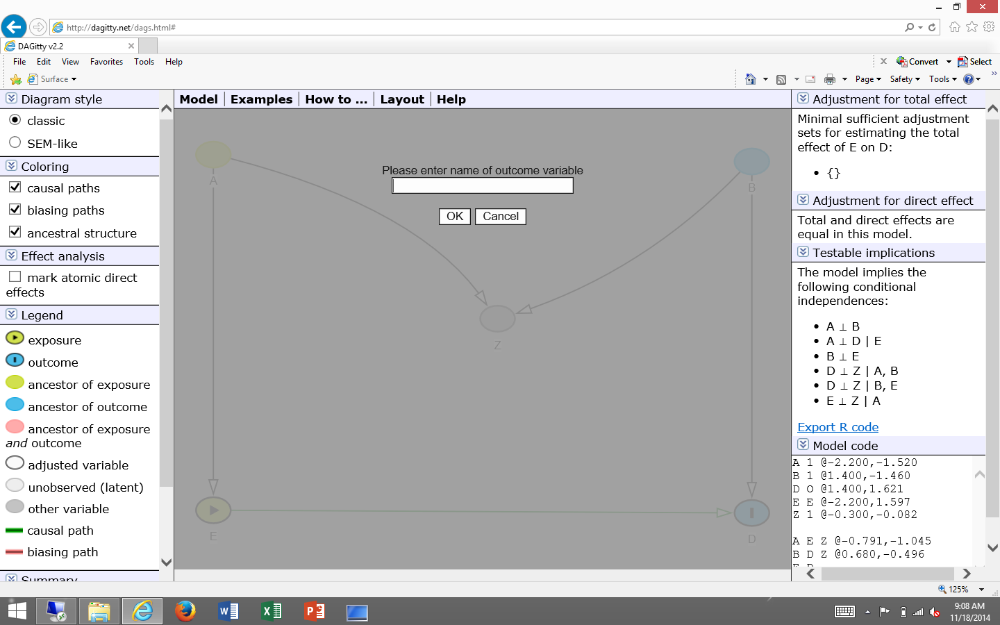 http://dagitty.net/dags.html#
DAGitty v2.2
File Edit View Favorites Tools Help
Convert Select
Surface
Page Safety Tools
Diagram style
classic
SEM-like
Coloring
causal paths
biasing paths
ancestral structure
Effect analysis
mark atomic direct
effects
Legend
exposure
outcome
ancestor of exposure
ancestor of outcome
ancestor of exposure
and outcome
adjusted variable
unobserved (latent)
other variable
causal path
biasing path
Summary
Model Examples How to ... Layout Help
Please enter name of outcome variable
OK Cancel
A
B
Z
E
D
Adjustment for total effect
Minimal sufficient adjustment
sets for estimating the total
effect of E on D:
• {}
Adjustment for direct effect
Total and direct effects are
equal in this model.
Testable implications
The model implies the
following conditional
independences:
• A ⊥ B
• A ⊥ D | E
• B ⊥ E
• D ⊥ Z | A, B
• D ⊥ Z | B, E
• E ⊥ Z | A
Export R code
Model code
A 1 @-2.200,-1.520
B 1 @1.400,-1.460
D O @1.400,1.621
E E @-2.200,1.597
Z 1 @-0.300,-0.082
A E Z @-0.791,-1.045
B D Z @0.680,-0.496
E D
125%
9:08 AM
11/18/2014